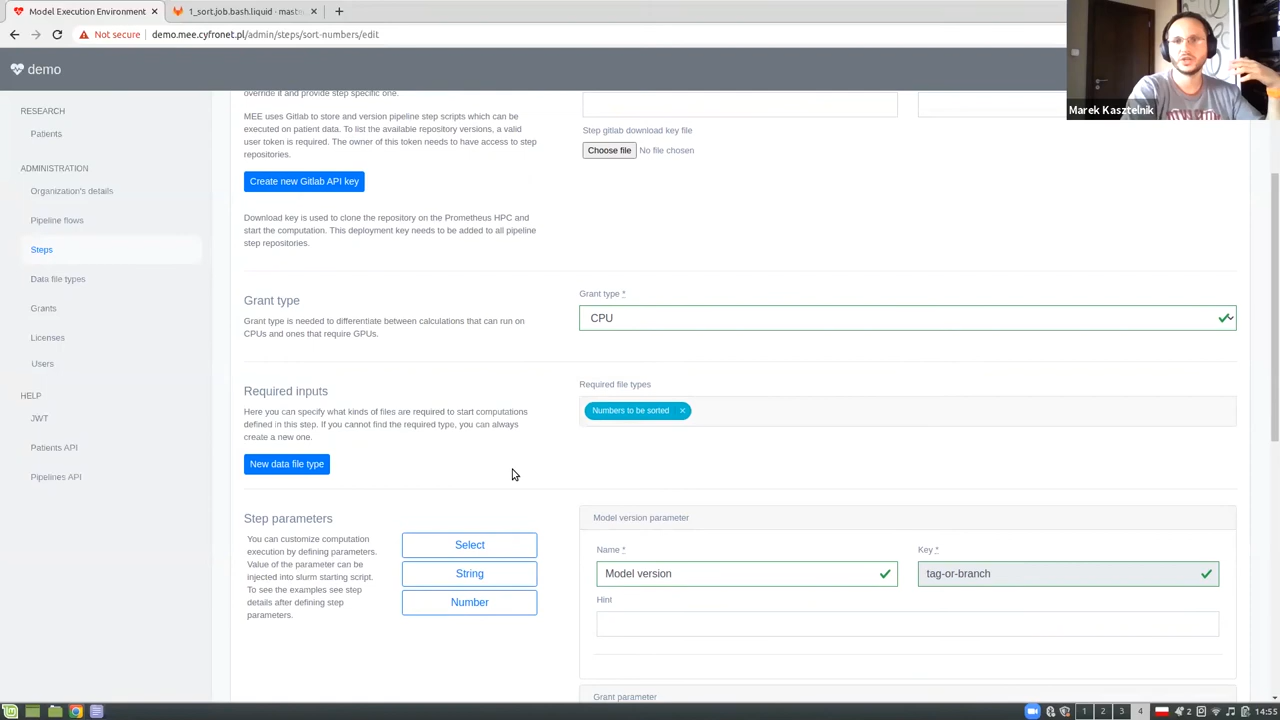 Model Execution Environment
1_sort.job.bash.liquid · mast
Not secure
demo.mee.cyfronet.pl/admin/steps/sort-numbers/edit
demo
Marek Kasztelnik
RESEARCH
Patients
ADMINISTRATION
Organization's details
Pipeline flows
Steps
Data file types
Grants
Licenses
Users
HELP
JWT
Patients API
Pipelines API
override it and provide step specific one.
MEE uses Gitlab to store and version pipeline step scripts which can be
executed on patient data. To list the available repository versions, a valid
user token is required. The owner of this token needs to have access to step
repositories.
Create new Gitlab API key
Download key is used to clone the repository on the Prometheus HPC and
start the computation. This deployment key needs to be added to all pipeline
step repositories.
Step gitlab download key file
Choose file No file chosen
Grant type
Grant type is needed to differentiate between calculations that can run on
CPUs and ones that require GPUs.
Grant type *
CPU
Required inputs
Here you can specify what kinds of files are required to start computations
defined in this step. If you cannot find the required type, you can always
create a new one.
New data file type
Required file types
Numbers to be sorted ×
Step parameters
You can customize computation
execution by defining parameters.
Value of the parameter can be
injected into slurm starting script.
To see the examples see step
details after defining step
parameters.
Select
String
Number
Model version parameter
Name *
Model version
Key *
tag-or-branch
Hint
Grant parameter
1 2 3 4
2
14:55